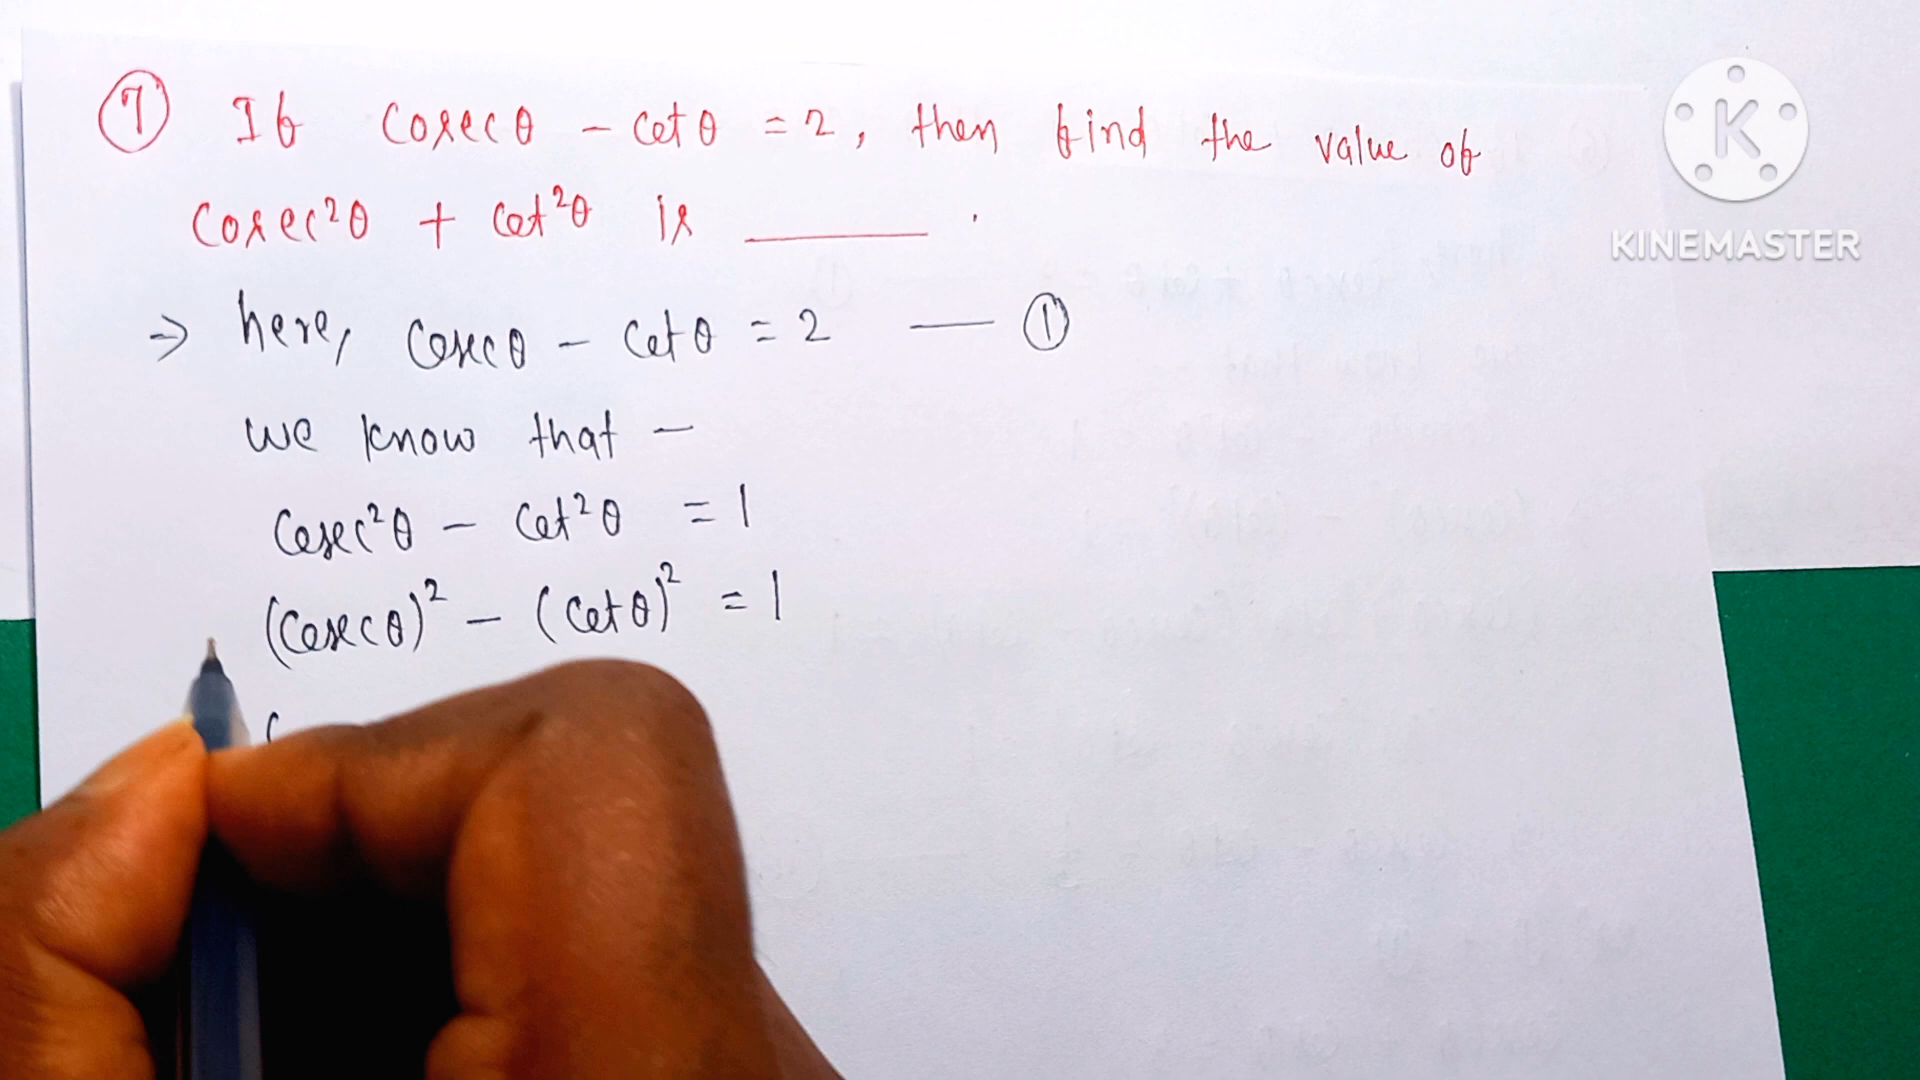 ⑦ If Cosecθ - Cotθ = 2, then find the value of
KINEMASTER
Cosec²θ + Cot²θ is ______ .
⇒ here, Cosecθ - Cotθ = 2 — ①
we know that —
Cosec²θ - Cot²θ = 1
(Cosecθ)² - (Cotθ)² = 1
(